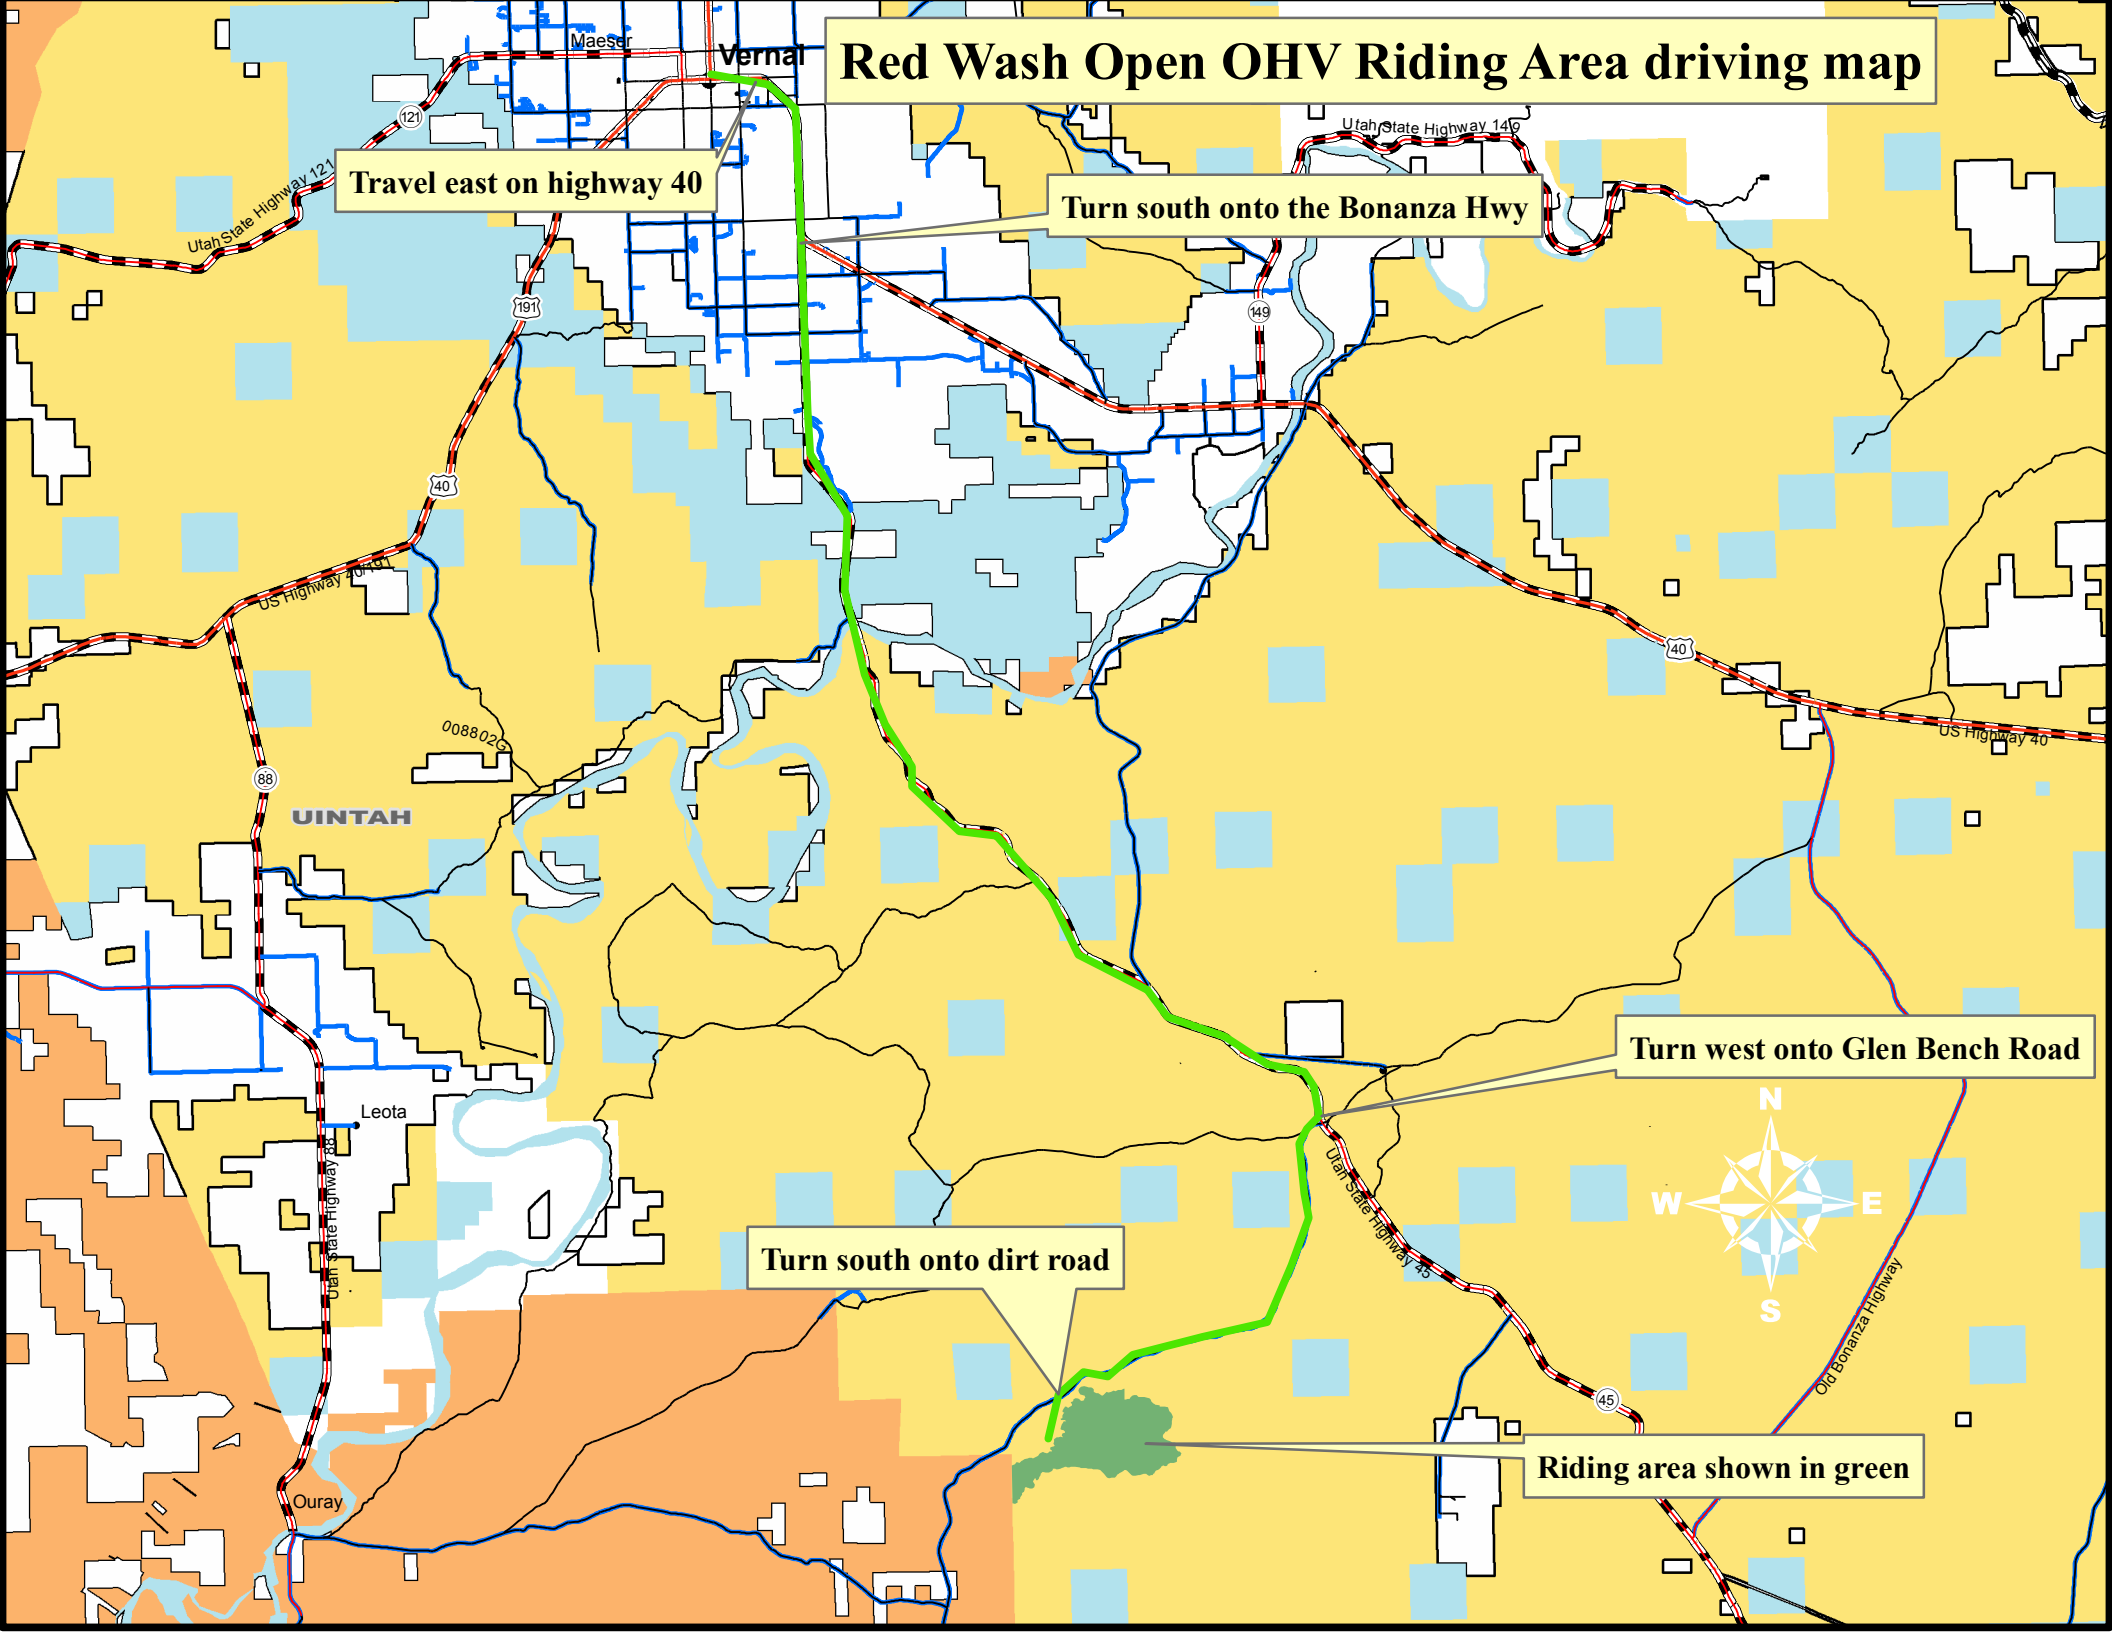 Maeser
Vernal
Red Wash Open OHV Riding Area driving map
121
Utah State Highway 149
Utah State Highway 121
Travel east on highway 40
Turn south onto the Bonanza Hwy
191
149
40
US Highway 40/191
40
008802G
US Highway 40
88
UINTAH
Turn west onto Glen Bench Road
N
Leota
W
E
Utah State Highway 88
Utah State Highway 45
Turn south onto dirt road
S
Old Bonanza Highway
45
Riding area shown in green
Ouray